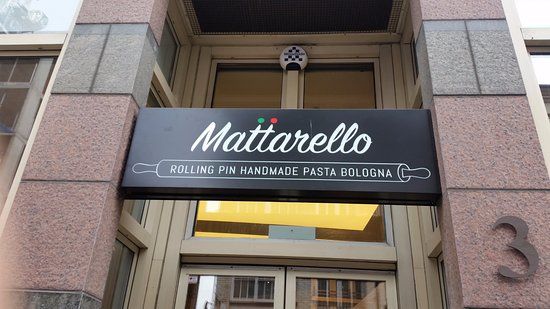 Mattarello
ROLLING PIN HANDMADE PASTA BOLOGNA
3